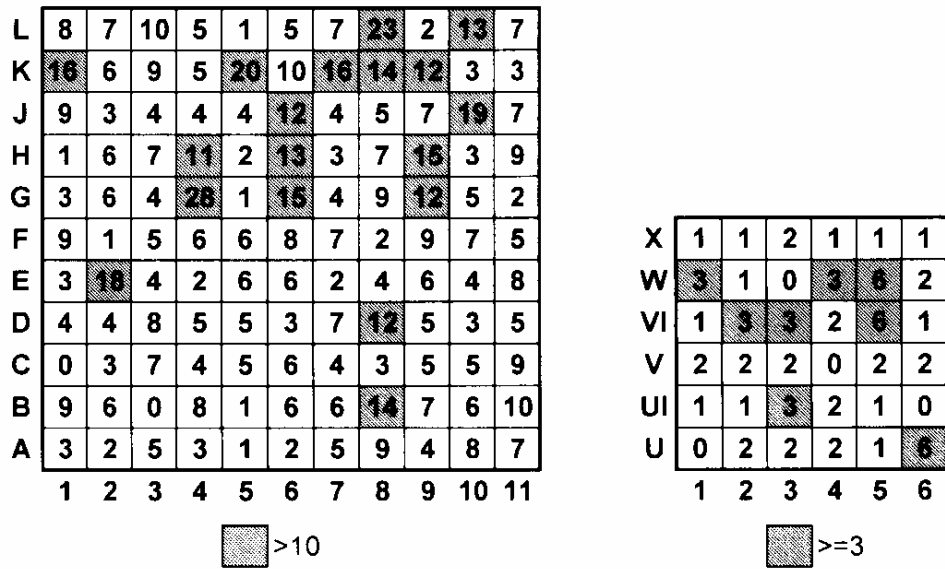 L 8 7 10 5 1 5 7 23 2 13 7
K 16 6 9 5 20 10 16 14 12 3 3
J 9 3 4 4 4 12 4 5 7 19 7
H 1 6 7 11 2 13 3 7 15 3 9
G 3 6 4 28 1 15 4 9 12 5 2
F 9 1 5 6 6 8 7 2 9 7 5
E 3 18 4 2 6 6 2 4 6 4 8
D 4 4 8 5 5 3 7 12 5 3 5
C 0 3 7 4 5 6 4 3 5 5 9
B 9 6 0 8 1 6 6 14 7 6 10
A 3 2 5 3 1 2 5 9 4 8 7
1 2 3 4 5 6 7 8 9 10 11
>10
X 1 1 2 1 1 1
W 3 1 0 3 6 2
VI 1 3 3 2 6 1
V 2 2 2 0 2 2
UI 1 1 3 2 1 0
U 0 2 2 2 1 6
1 2 3 4 5 6
>=3